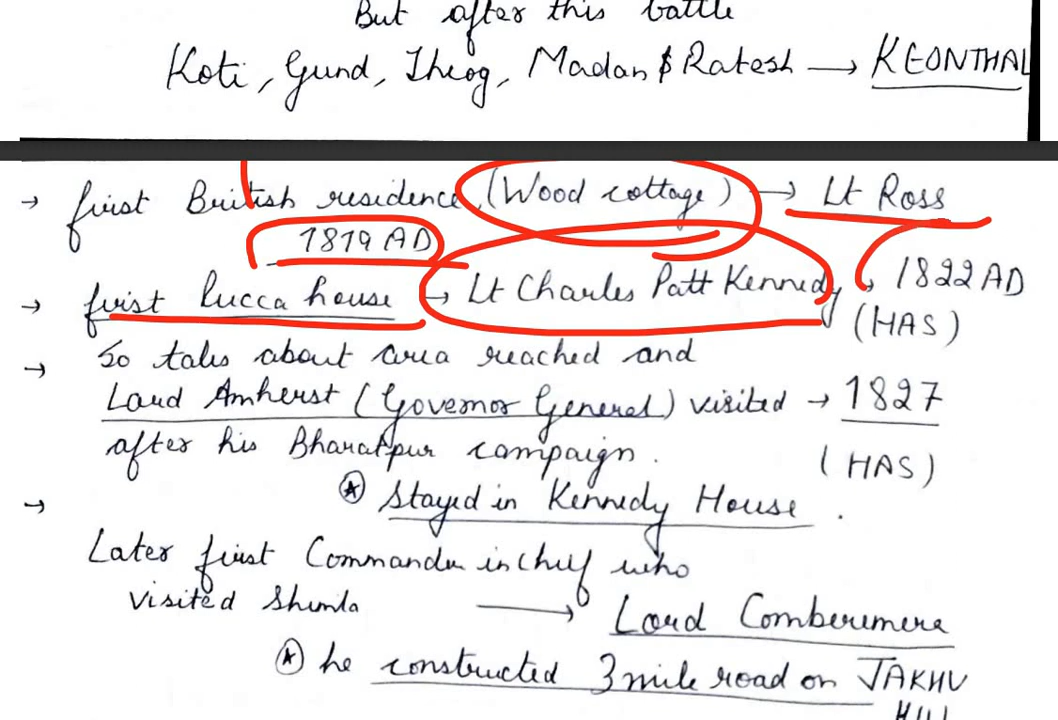 But after this battle
Koti, Gund, Theog, Madan & Ratesh → KEONTHAL
→ first British residence (Wood cottage) → Lt Ross
1819 AD
→ first Pucca house → Lt Charles Patt Kennedy, 1822 AD
(HAS)
→ So tales about area reached and
Lord Amherst (Governor General) visited → 1827
after his Bharatpur campaign.
(HAS)
→ ⍟ Stayed in Kennedy House.
Later first Commander in chief who
visited Shimla → Lord Comberemere
⍟ he constructed 3 mile road on JAKHU
HILL